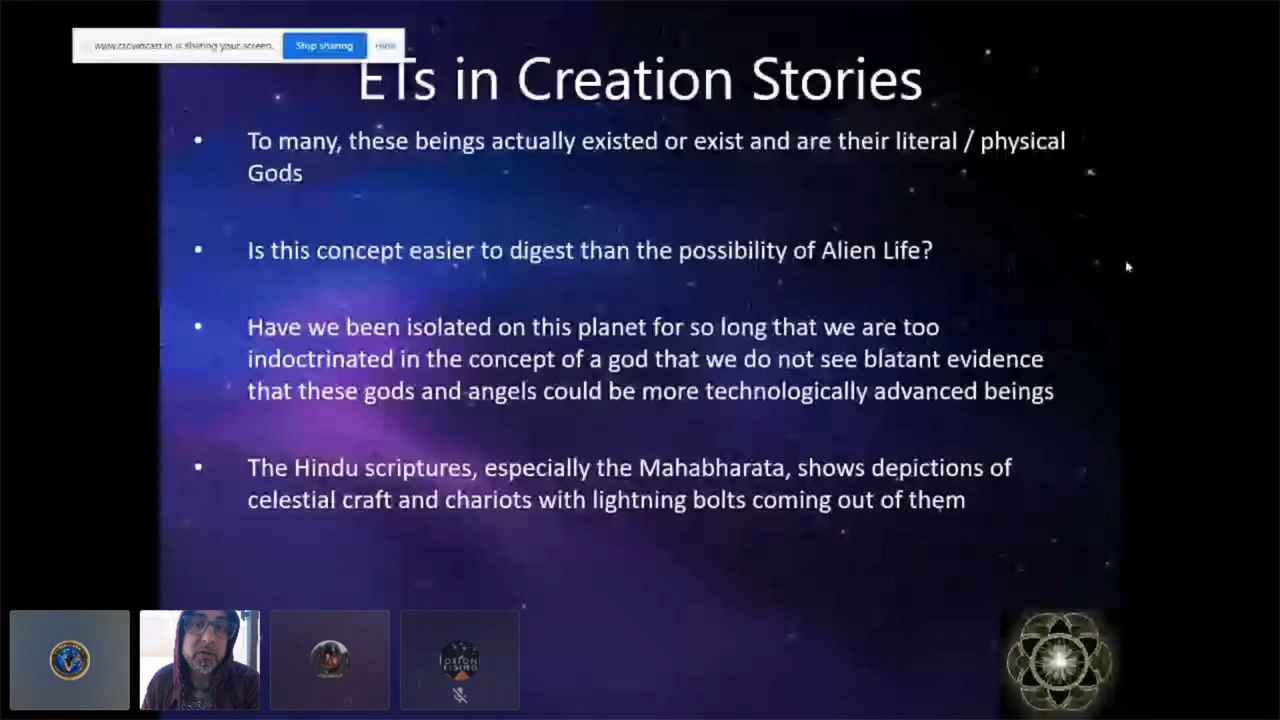 www.crowdcast.io is sharing your screen.
Stop sharing
Hide
ETs in Creation Stories
• To many, these beings actually existed or exist and are their literal / physical
Gods
• Is this concept easier to digest than the possibility of Alien Life?
• Have we been isolated on this planet for so long that we are too
indoctrinated in the concept of a god that we do not see blatant evidence
that these gods and angels could be more technologically advanced beings
• The Hindu scriptures, especially the Mahabharata, shows depictions of
celestial craft and chariots with lightning bolts coming out of them
ORION
RISING